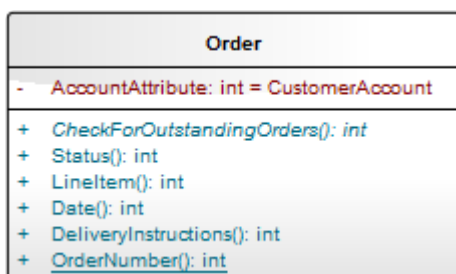 Order
- AccountAttribute: int = CustomerAccount
+ CheckForOutstandingOrders(): int
+ Status(): int
+ LineItem(): int
+ Date(): int
+ DeliveryInstructions(): int
+ OrderNumber(): int